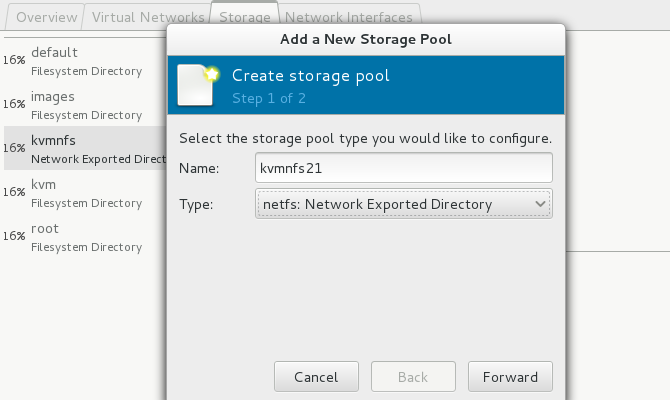 Overview Virtual Networks Storage Network Interfaces
Add a New Storage Pool
Create storage pool
Step 1 of 2
16% default
Filesystem Directory
16% images
Filesystem Directory
16% kvmnfs
Network Exported Direct
16% kvm
Filesystem Directory
16% root
Filesystem Directory
Select the storage pool type you would like to configure.
Name: kvmnfs21
Type: netfs: Network Exported Directory
Cancel Back Forward